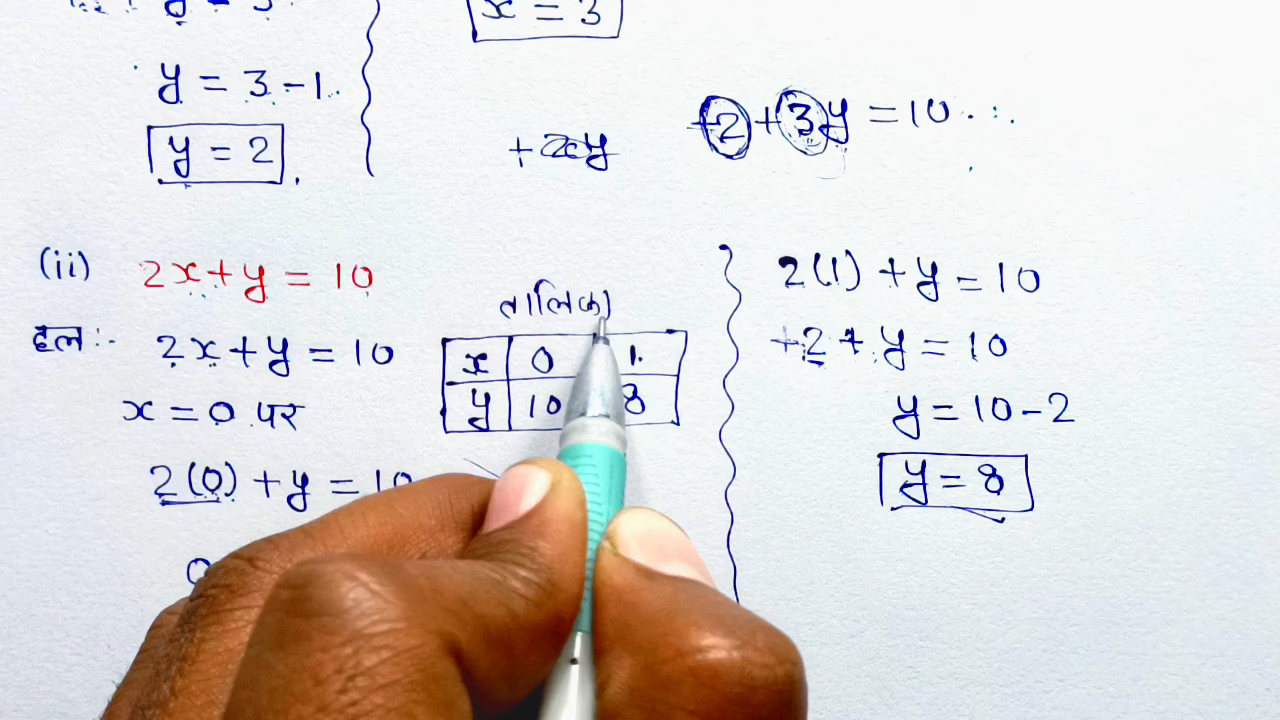 x = 3
y = 3 - 1
y = 2
+2 + 3y = 10
(ii) 2x + y = 10
हल :- 2x + y = 10
x = 0 पर
2(0) + y = 10
0
तालिका
x 0 1
y 10 8
2(1) + y = 10
+2 + y = 10
y = 10 - 2
y = 8